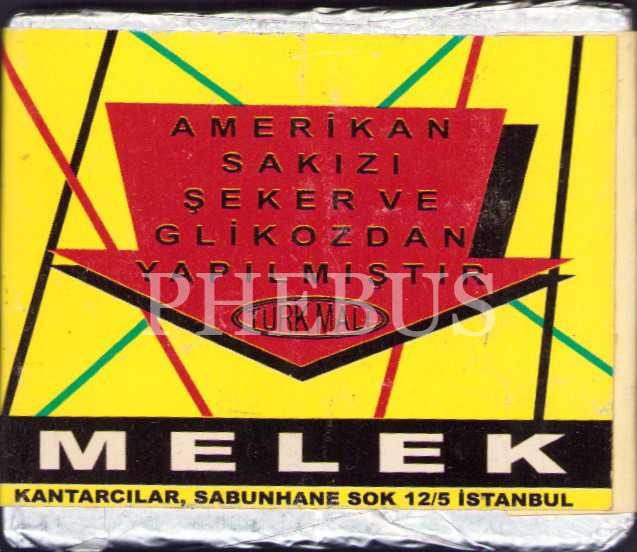 AMERİKAN
SAKIZI
ŞEKER VE
GLİKOZDAN
YAPILMIŞTIR
TÜRK MALI
PHEBUS
MELEK
KANTARCILAR, SABUNHANE SOK 12/5 İSTANBUL